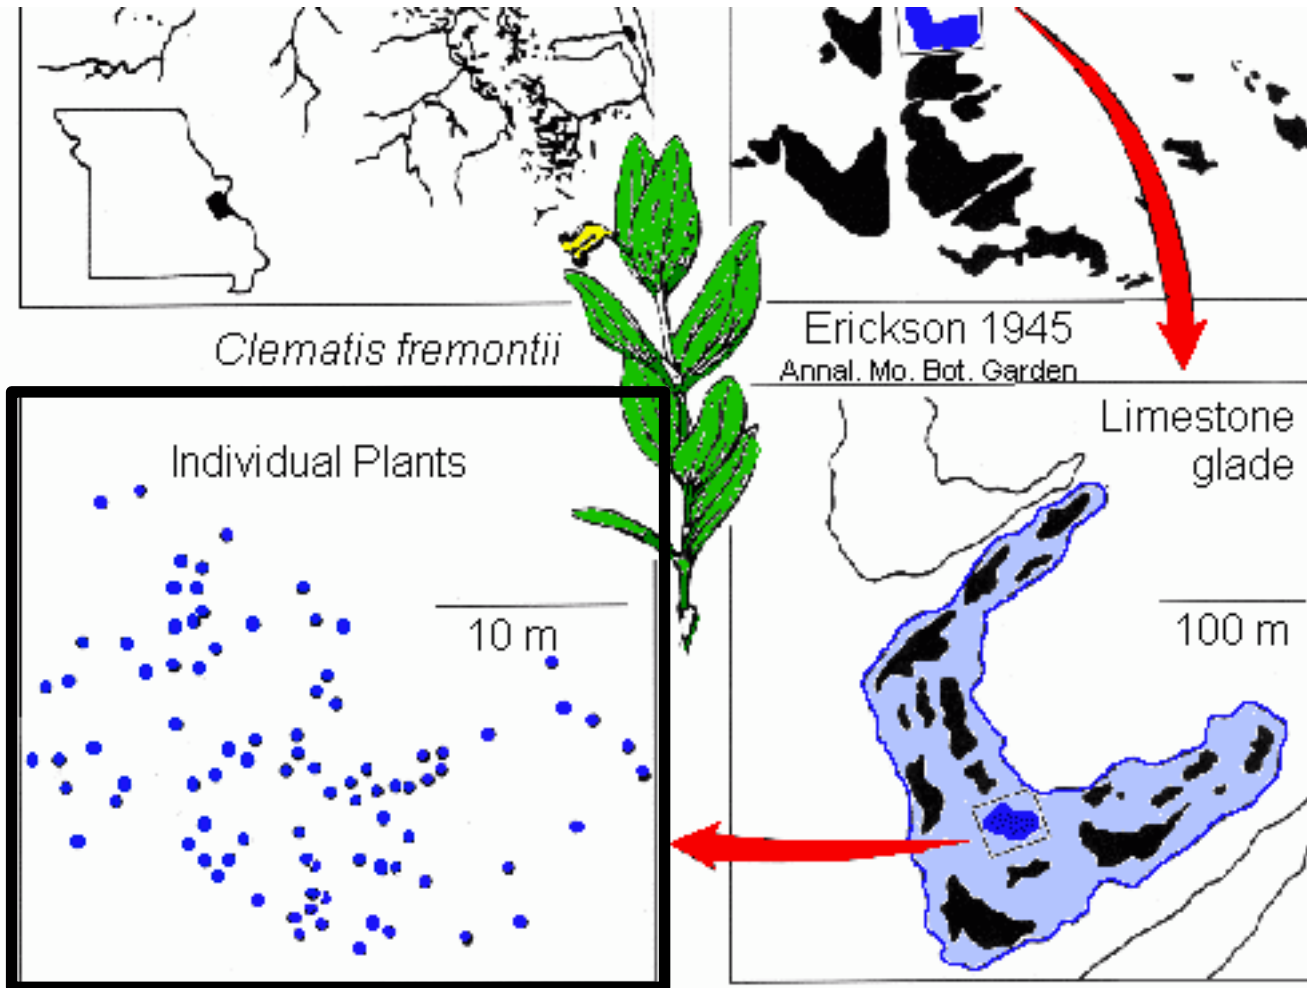 Clematis fremontii
Erickson 1945
Annal. Mo. Bot. Garden
Individual Plants
10 m
Limestone
glade
100 m